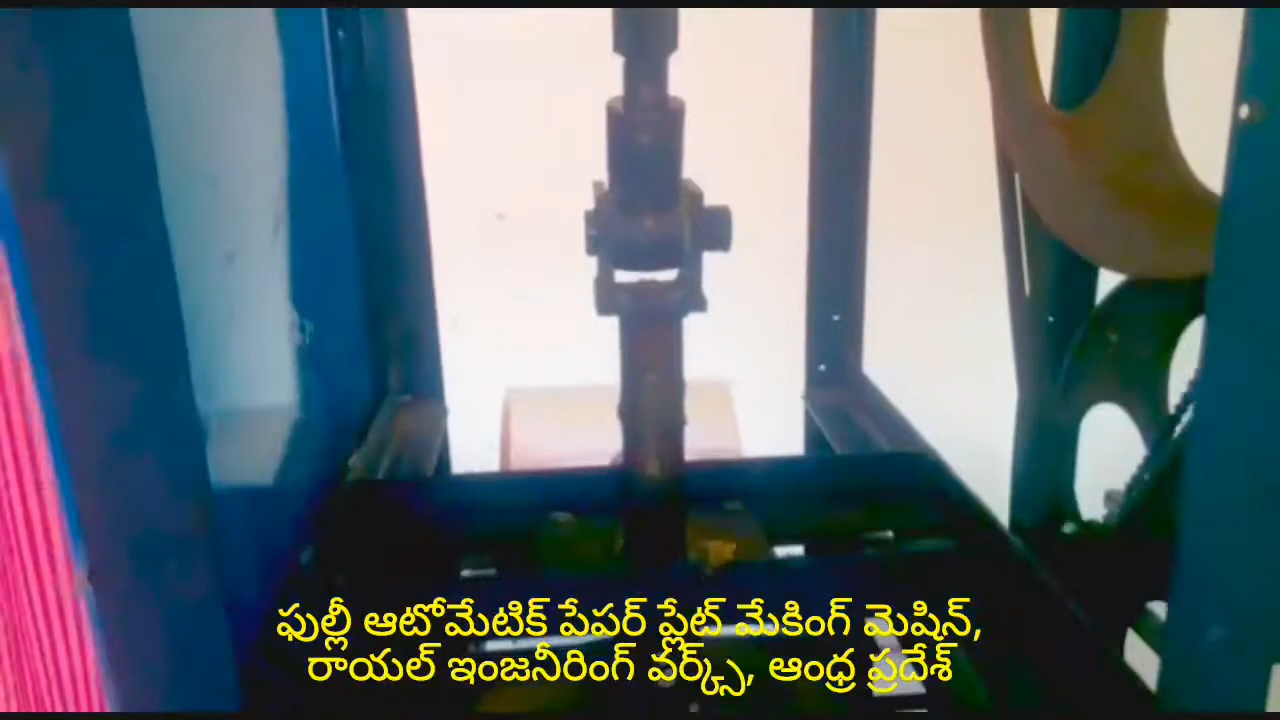 ఫుల్లీ ఆటోమేటిక్ పేపర్ ప్లేట్ మేకింగ్ మెషిన్,
రాయల్ ఇంజనీరింగ్ వర్క్స్, ఆంధ్ర ప్రదేశ్